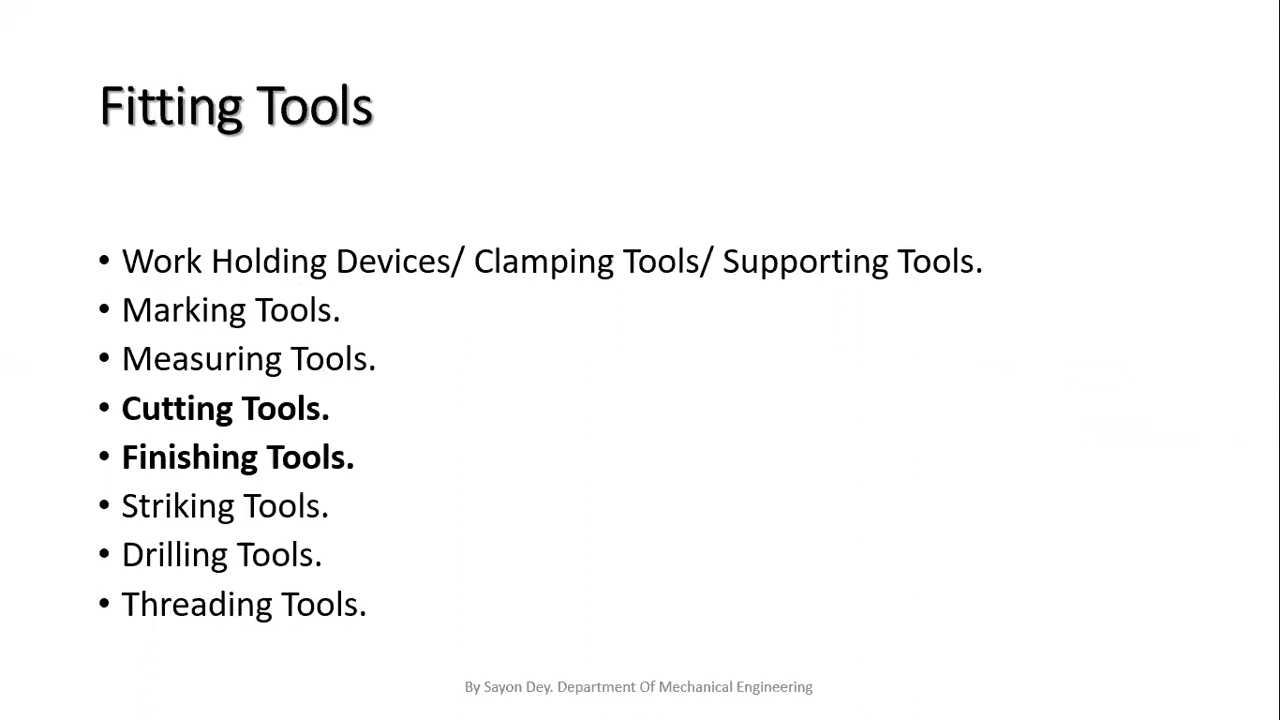 Fitting Tools
• Work Holding Devices/ Clamping Tools/ Supporting Tools.
• Marking Tools.
• Measuring Tools.
• Cutting Tools.
• Finishing Tools.
• Striking Tools.
• Drilling Tools.
• Threading Tools.
By Sayon Dey. Department Of Mechanical Engineering